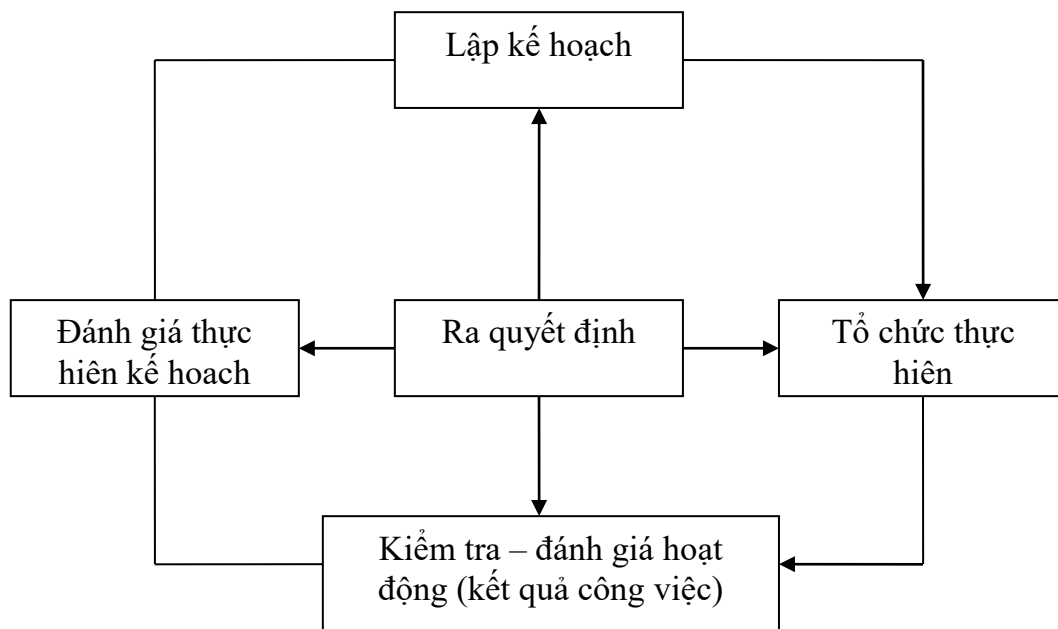 Lập kế hoạch
Đánh giá thực
hiên kế hoach
Ra quyết định
Tổ chức thực
hiên
Kiểm tra – đánh giá hoạt
động (kết quả công việc)